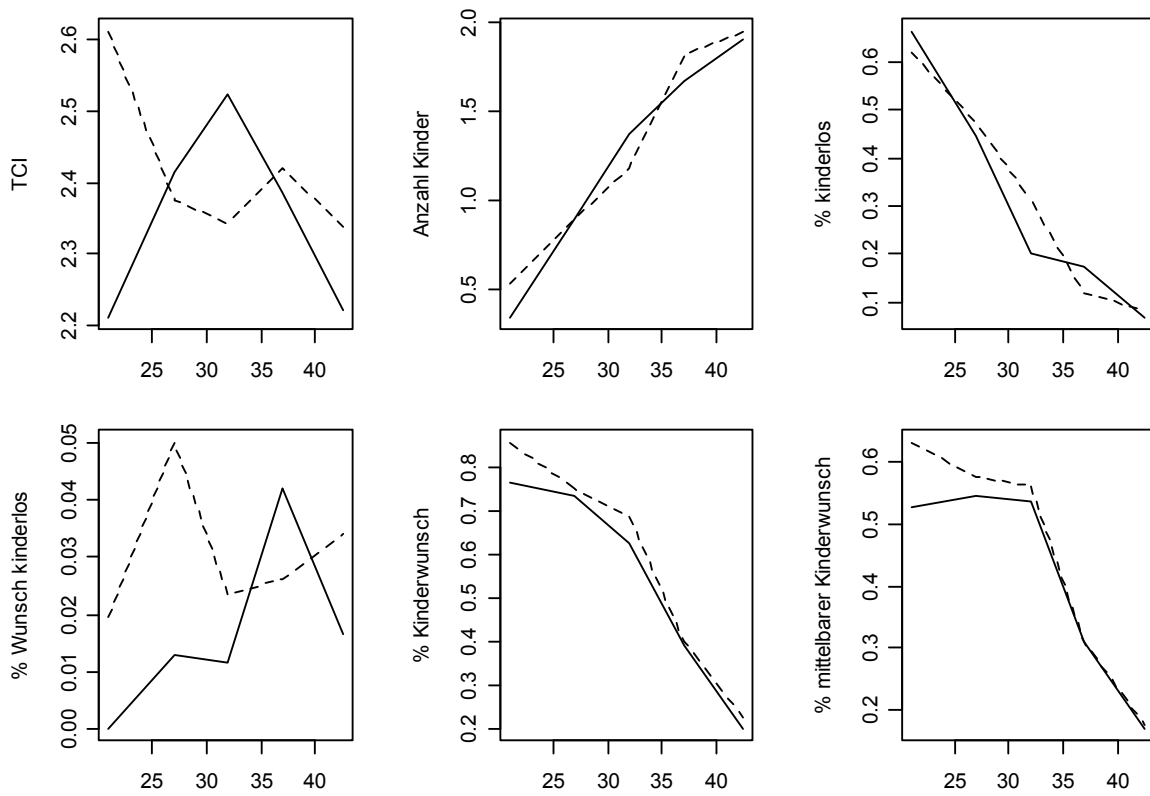 TCI
2.2 2.3 2.4 2.5 2.6
25 30 35 40
Anzahl Kinder
0.5 1.0 1.5 2.0
25 30 35 40
% kinderlos
0.1 0.2 0.3 0.4 0.5 0.6
25 30 35 40
% Wunsch kinderlos
0.00 0.01 0.02 0.03 0.04 0.05
25 30 35 40
% Kinderwunsch
0.2 0.3 0.4 0.5 0.6 0.7 0.8
25 30 35 40
% mittelbarer Kinderwunsch
0.2 0.3 0.4 0.5 0.6
25 30 35 40